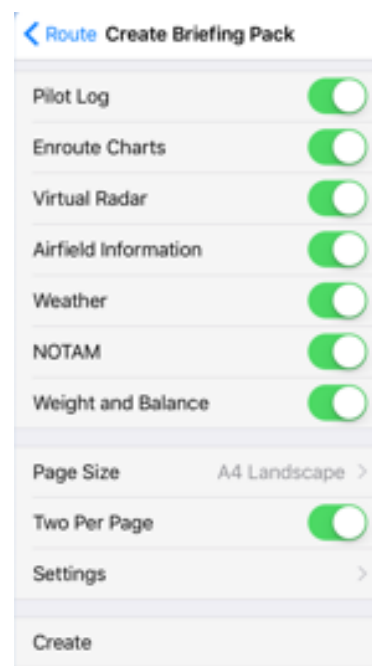 Route Create Briefing Pack
Pilot Log
Enroute Charts
Virtual Radar
Airfield Information
Weather
NOTAM
Weight and Balance
Page Size A4 Landscape
Two Per Page
Settings
Create